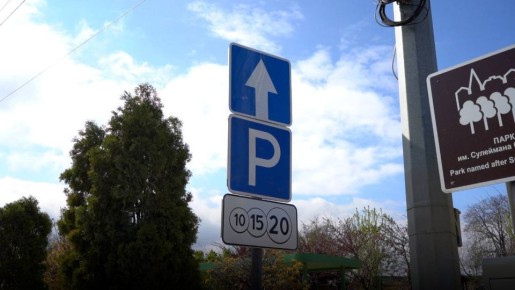 P
10 15 20
ПАРК
им. Сулеймана
Park named after